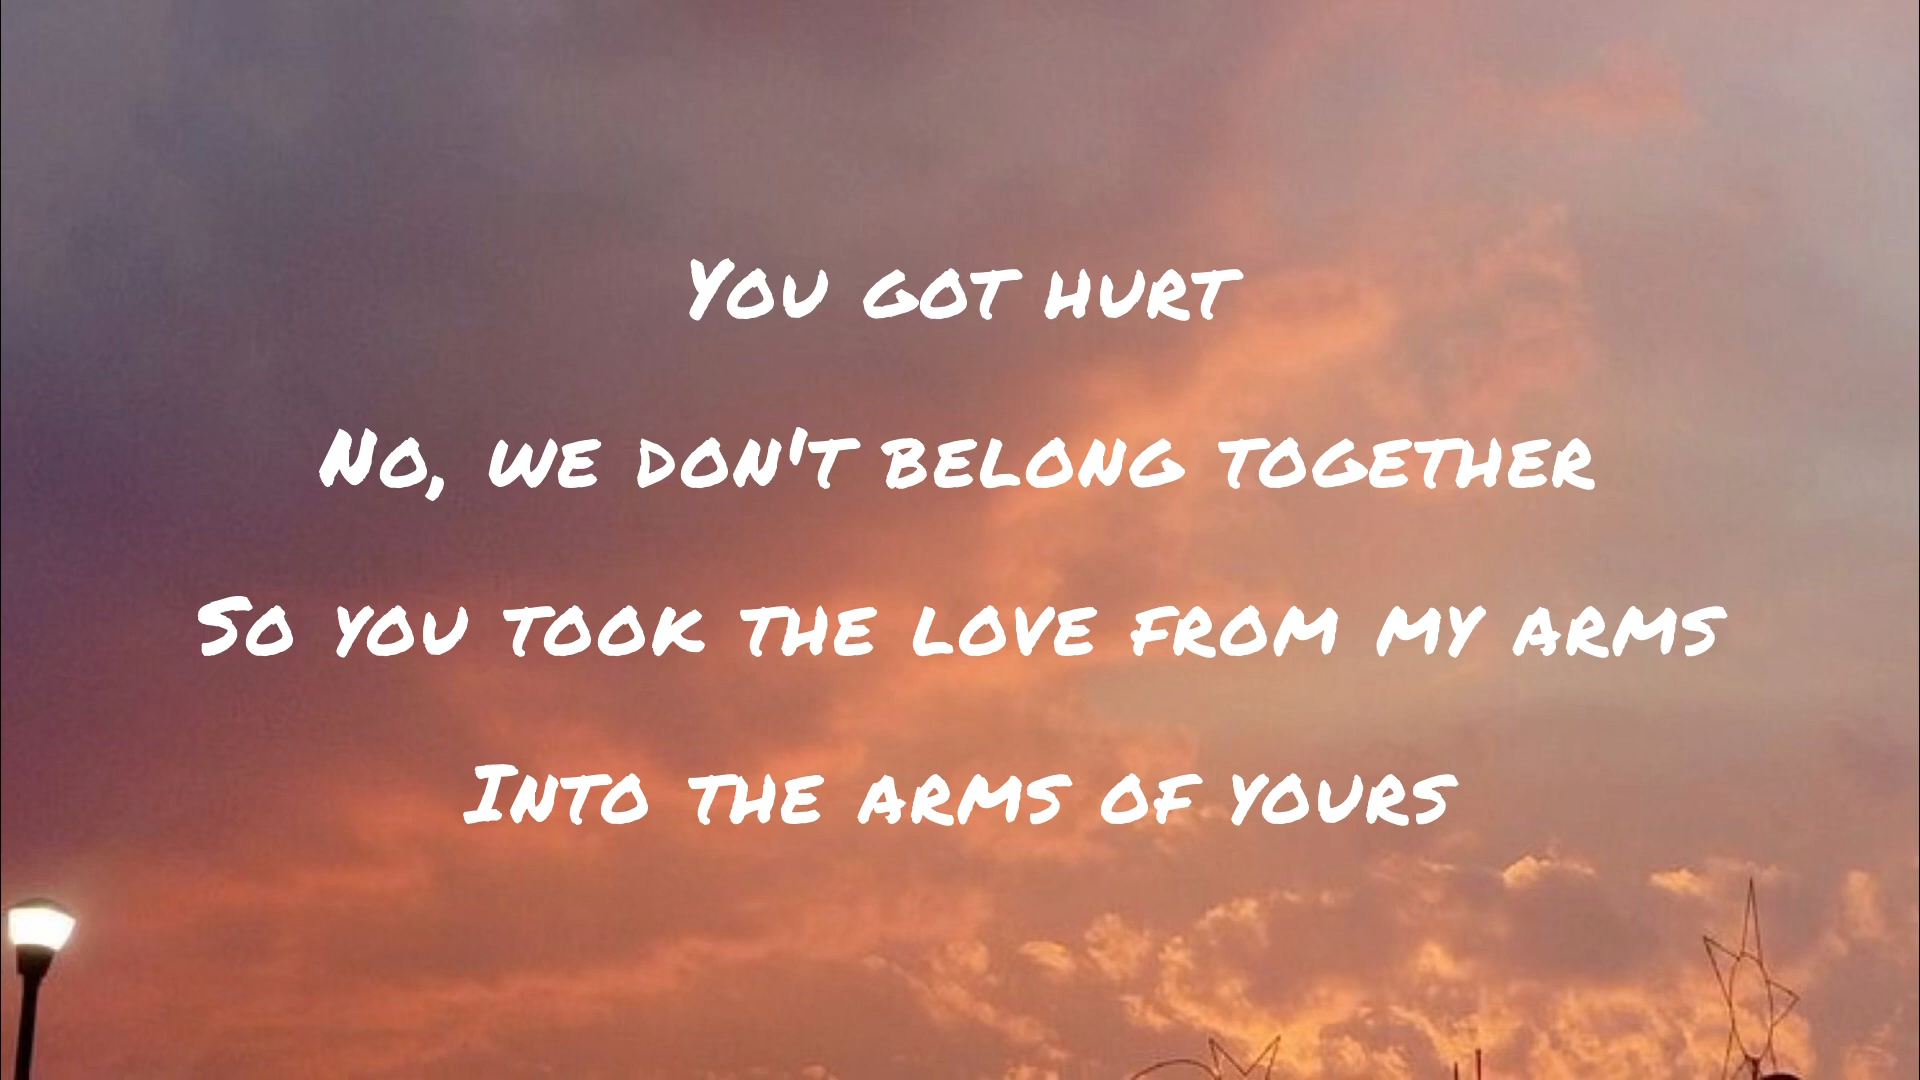 You got hurt
No, we don't belong together
So you took the love from my arms
Into the arms of yours